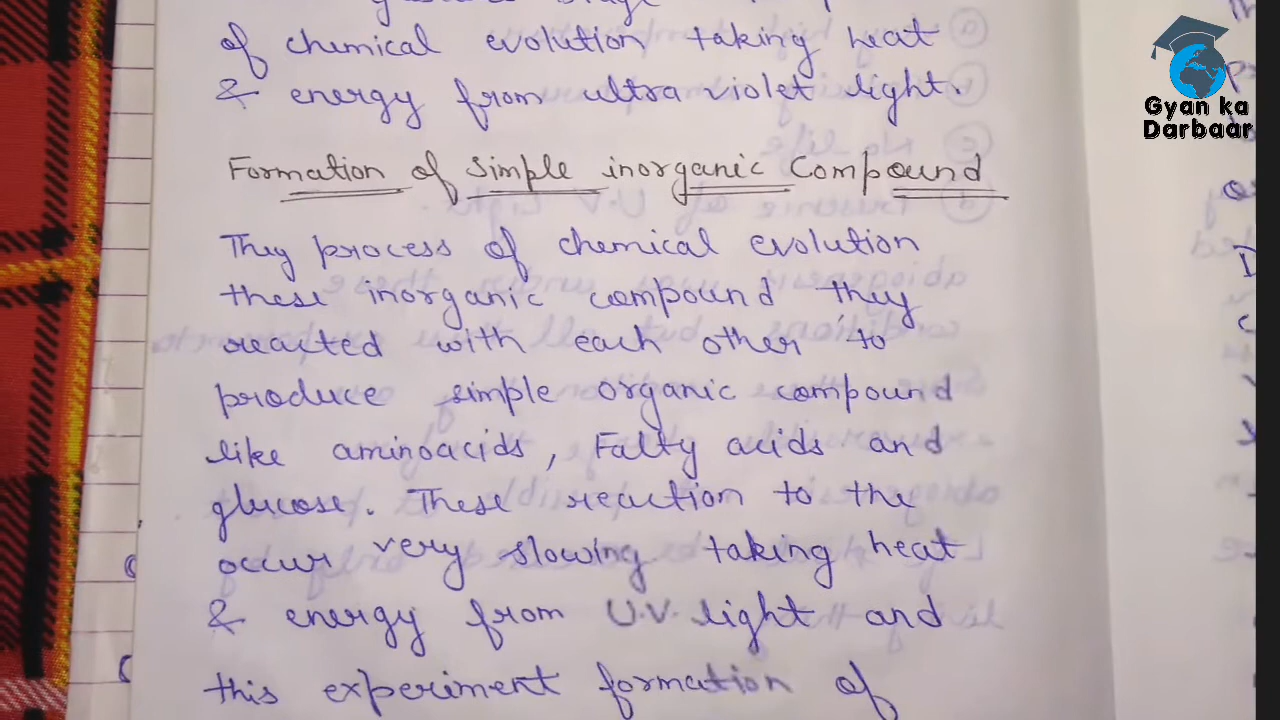 of chemical evolution taking heat
& energy from ultra violet light.
Formation of simple inorganic Compound
They process of chemical evolution
these inorganic compound they
reacted with each other to
produce simple organic compound
like aminoacids, Fatty acids and
glucose. These reaction to the
occur very slowing taking heat
& energy from U.V. light and
this experiment formation of
Gyan ka
Darbaar